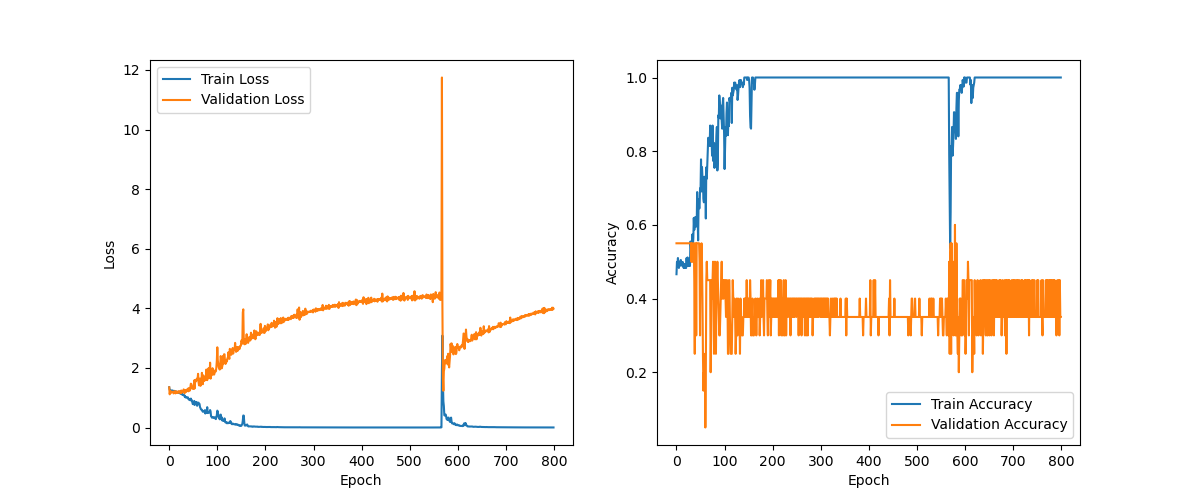 Train Loss
Validation Loss
12
10
8
6
4
2
0
Loss
0 100 200 300 400 500 600 700 800
Epoch
1.0
0.8
0.6
0.4
0.2
Accuracy
Train Accuracy
Validation Accuracy
0 100 200 300 400 500 600 700 800
Epoch